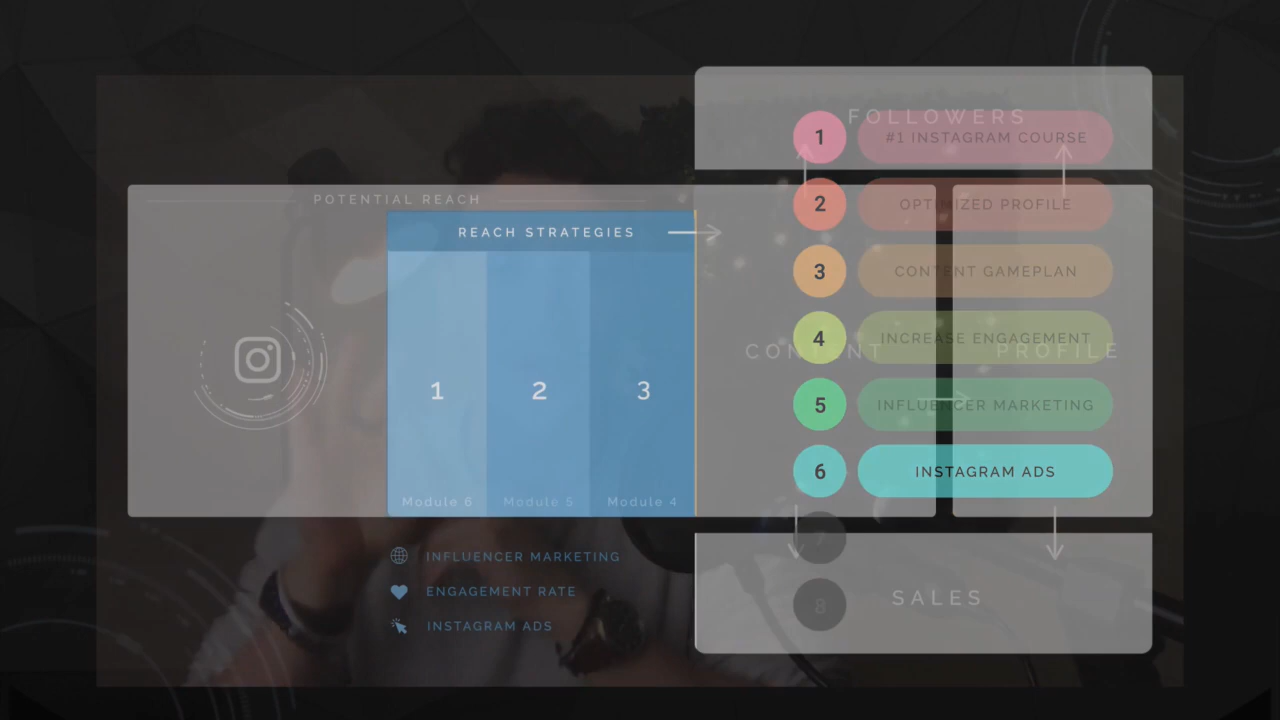 FOLLOWERS
1 #1 INSTAGRAM COURSE
POTENTIAL REACH
2 OPTIMIZED PROFILE
REACH STRATEGIES
3 CONTENT GAMEPLAN
4 INCREASE ENGAGEMENT
CONTENT
PROFILE
1 2 3
5 INFLUENCER MARKETING
6 INSTAGRAM ADS
Module 6 Module 5 Module 4
7
INFLUENCER MARKETING
ENGAGEMENT RATE
INSTAGRAM ADS
8
SALES